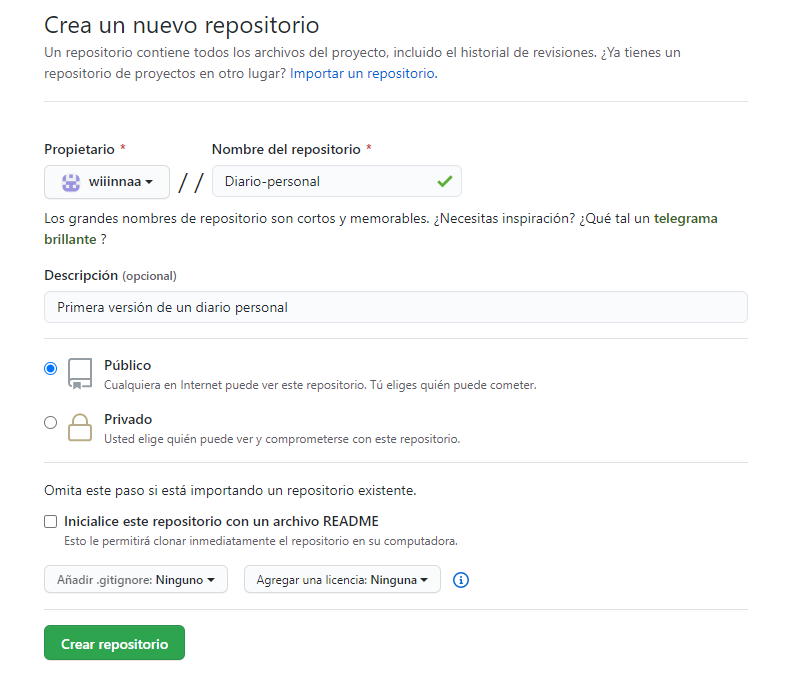 Crea un nuevo repositorio
Un repositorio contiene todos los archivos del proyecto, incluido el historial de revisiones. ¿Ya tienes un
repositorio de proyectos en otro lugar? Importar un repositorio.
Propietario * Nombre del repositorio *
wiiinnaa / / Diario-personal
Los grandes nombres de repositorio son cortos y memorables. ¿Necesitas inspiración? ¿Qué tal un telegrama
brillante ?
Descripción (opcional)
Primera versión de un diario personal
Público
Cualquiera en Internet puede ver este repositorio. Tú eliges quién puede cometer.
Privado
Usted elige quién puede ver y comprometerse con este repositorio.
Omita este paso si está importando un repositorio existente.
Inicialice este repositorio con un archivo README
Esto le permitirá clonar inmediatamente el repositorio en su computadora.
Añadir .gitignore: Ninguno Agregar una licencia: Ninguna
Crear repositorio